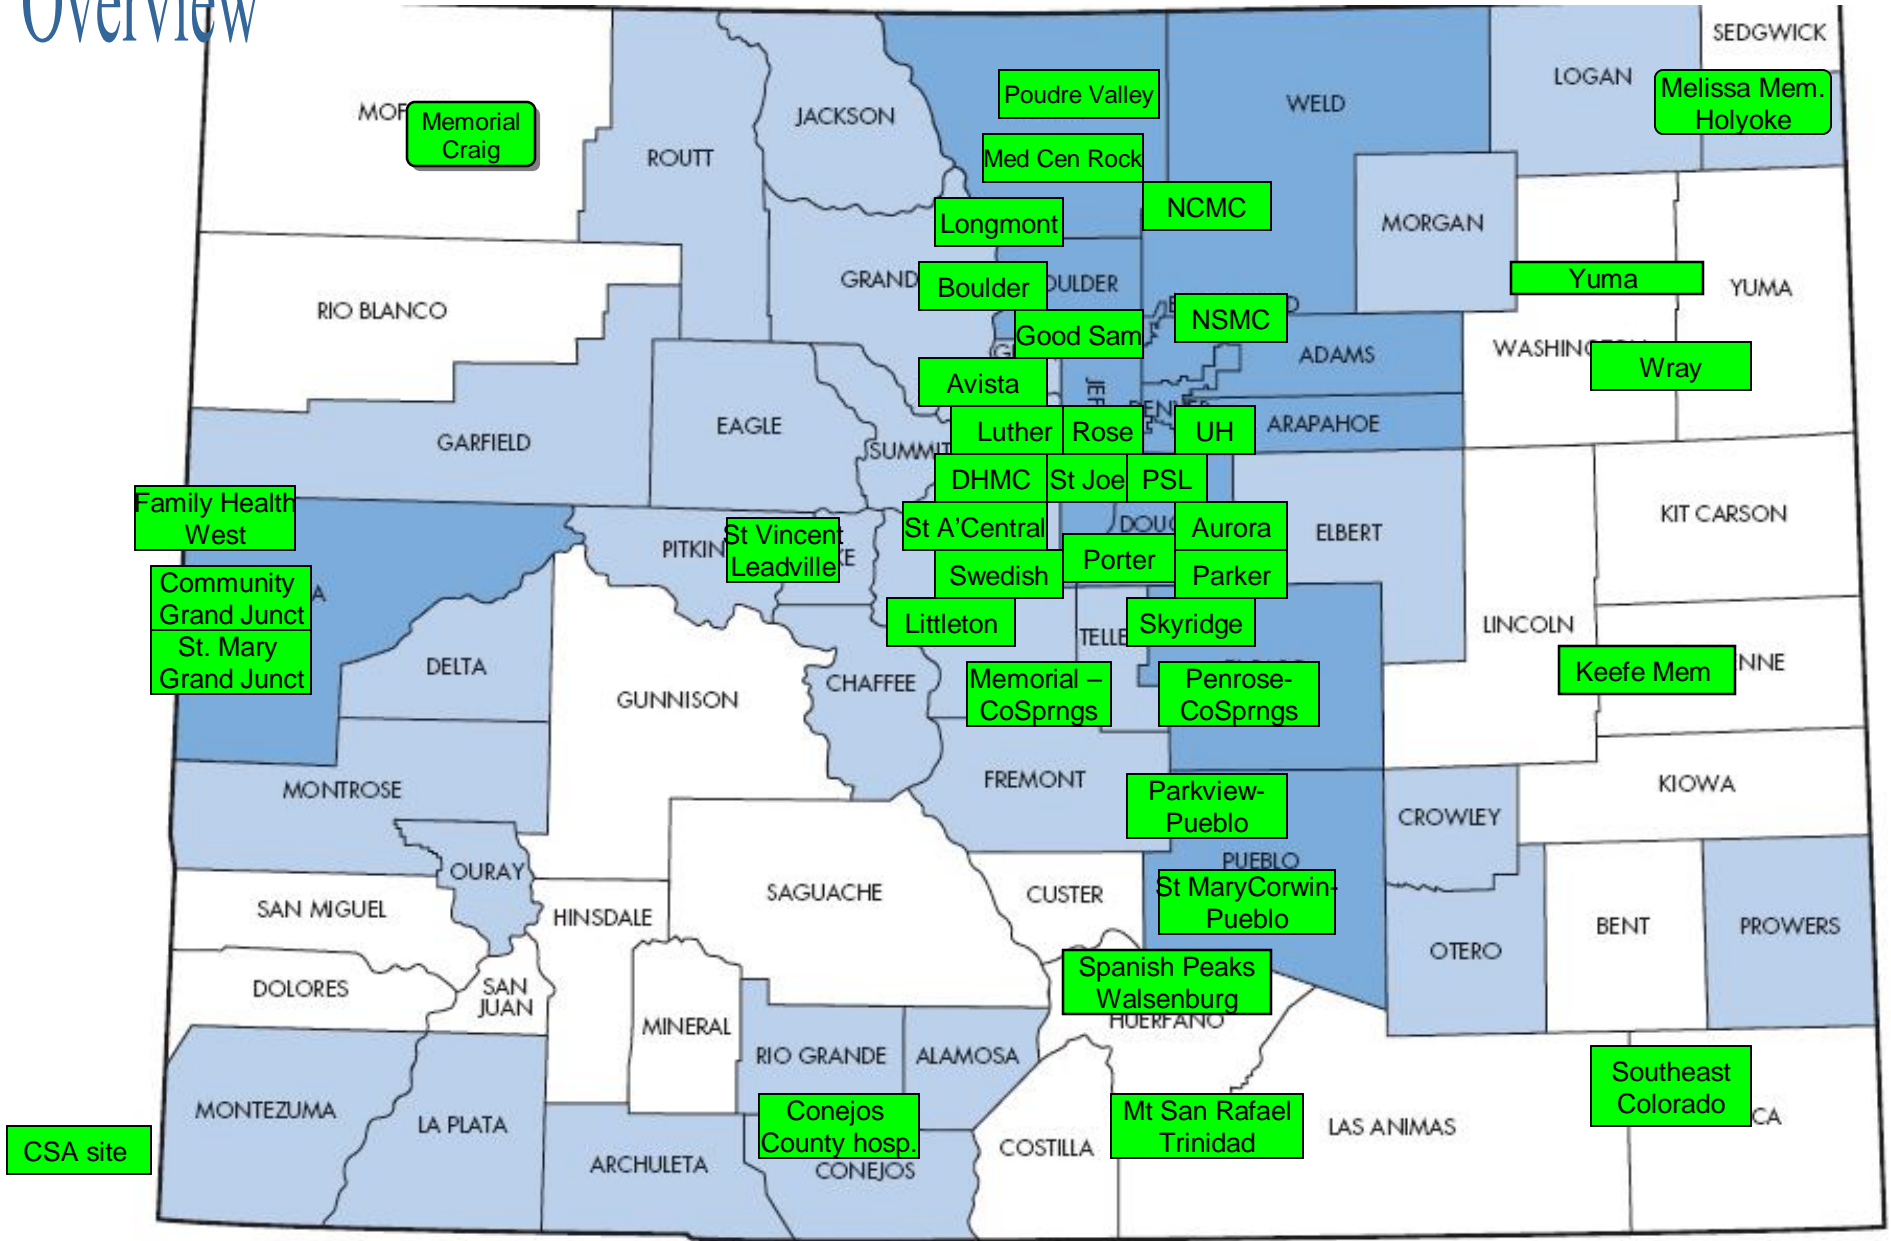 Overview
SEDGWICK
LOGAN
Melissa Mem.
Holyoke
Poudre Valley
WELD
MOF
Memorial
Craig
JACKSON
ROUTT
Med Cen Rock
NCMC
Longmont
MORGAN
GRAND
Boulder
OULDER
Yuma
YUMA
RIO BLANCO
NSMC
Good Sam
ADAMS
WASHING
Wray
Avista
JEF
EAGLE
SUMMIT
Luther
Rose
DENVER
UH
ARAPAHOE
GARFIELD
DHMC
St Joe
PSL
Family Health
West
KIT CARSON
PITKIN
St Vincent
Leadville
KE
St A'Central
DOUG
Aurora
ELBERT
Porter
Swedish
Parker
Community
Grand Junct
A
Littleton
TELLE
Skyridge
LINCOLN
St. Mary
Grand Junct
DELTA
GUNNISON
CHAFFEE
Memorial –
CoSprngs
Penrose-
CoSprngs
Keefe Mem
NNE
MONTROSE
FREMONT
Parkview-
Pueblo
CROWLEY
KIOWA
OURAY
PUEBLO
SAN MIGUEL
HINSDALE
SAGUACHE
CUSTER
St MaryCorwin-
Pueblo
OTERO
BENT
PROWERS
DOLORES
SAN
JUAN
MINERAL
Spanish Peaks
Walsenburg
HUERFANO
RIO GRANDE
ALAMOSA
Southeast
Colorado
CA
MONTEZUMA
LA PLATA
Conejos
County hosp.
Mt San Rafael
Trinidad
LAS ANIMAS
CSA site
ARCHULETA
CONEJOS
COSTILLA